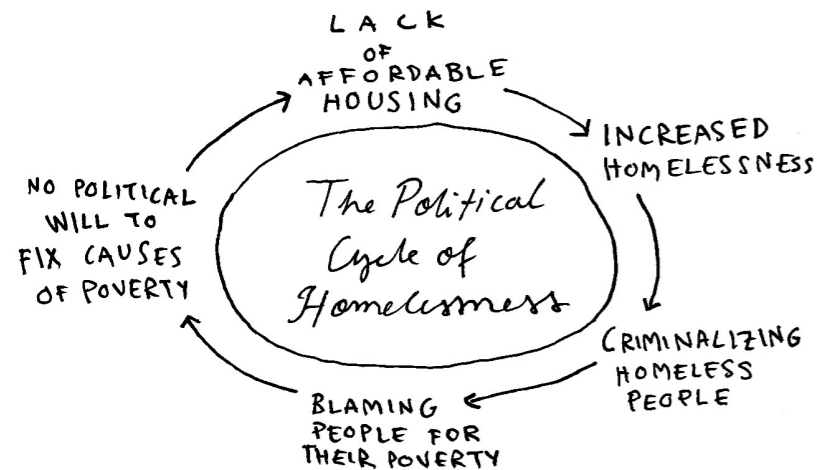 LACK
OF
AFFORDABLE
HOUSING
INCREASED
HOMELESSNESS
CRIMINALIZING
HOMELESS
PEOPLE
BLAMING
PEOPLE FOR
THEIR POVERTY
NO POLITICAL
WILL TO
FIX CAUSES
OF POVERTY
The Political
Cycle of
Homelessness